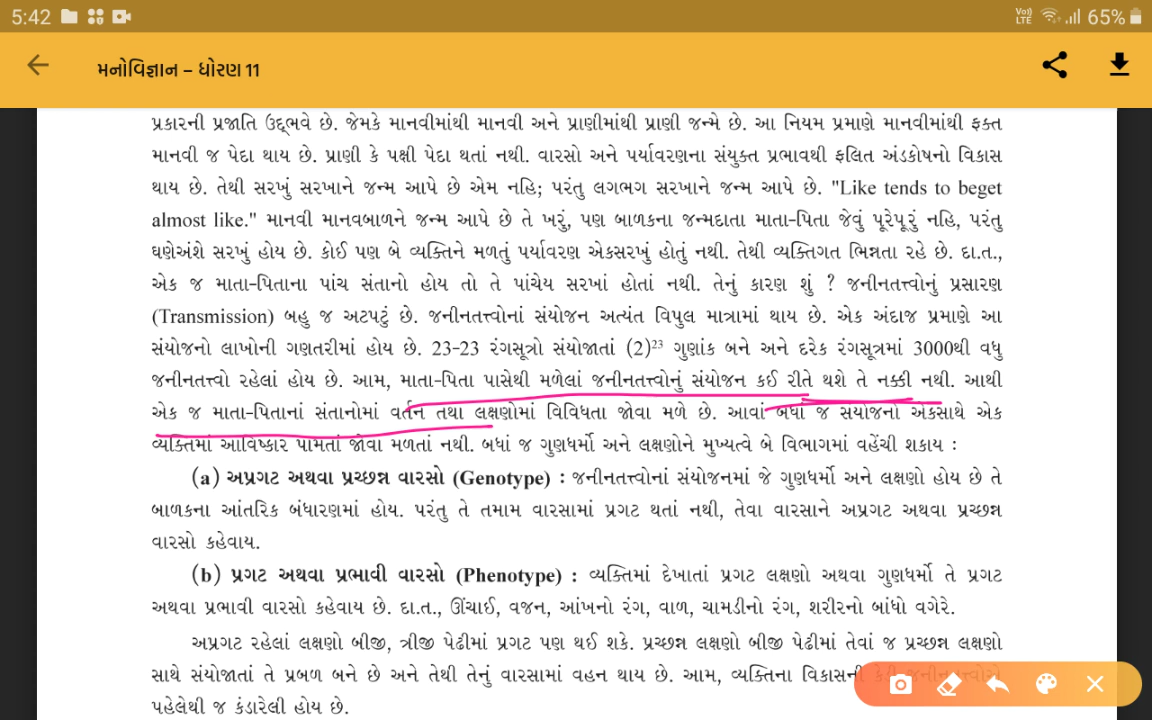 5:42
Vo)) LTE 65%
મનોવિજ્ઞાન – ધોરણ 11
પ્રકારની પ્રજાતિ ઉદ્દ્ભવે છે. જેમકે માનવીમાંથી માનવી અને પ્રાણીમાંથી પ્રાણી જન્મે છે. આ નિયમ પ્રમાણે માનવીમાંથી ફક્ત
માનવી જ પેદા થાય છે. પ્રાણી કે પક્ષી પેદા થતાં નથી. વારસો અને પર્યાવરણના સંયુક્ત પ્રભાવથી ફલિત અંડકોષનો વિકાસ
થાય છે. તેથી સરખું સરખાને જન્મ આપે છે એમ નહિ; પરંતુ લગભગ સરખાને જન્મ આપે છે. "Like tends to beget
almost like." માનવી માનવબાળને જન્મ આપે છે તે ખરું, પણ બાળકના જન્મદાતા માતા-પિતા જેવું પૂરેપૂરું નહિ, પરંતુ
ઘણેઅંશે સરખું હોય છે. કોઈ પણ બે વ્યક્તિને મળતું પર્યાવરણ એકસરખું હોતું નથી. તેથી વ્યક્તિગત ભિન્નતા રહે છે. દા.ત.,
એક જ માતા-પિતાના પાંચ સંતાનો હોય તો તે પાંચેય સરખાં હોતાં નથી. તેનું કારણ શું ? જનીનતત્ત્વોનું પ્રસારણ
(Transmission) બહુ જ અટપટું છે. જનીનતત્ત્વોનાં સંયોજન અત્યંત વિપુલ માત્રામાં થાય છે. એક અંદાજ પ્રમાણે આ
સંયોજનો લાખોની ગણતરીમાં હોય છે. 23-23 રંગસૂત્રો સંયોજાતાં (2)²³ ગુણાંક બને અને દરેક રંગસૂત્રમાં 3000થી વધુ
જનીનતત્ત્વો રહેલાં હોય છે. આમ, માતા-પિતા પાસેથી મળેલાં જનીનતત્ત્વોનું સંયોજન કઈ રીતે થશે તે નક્કી નથી. આથી
એક જ માતા-પિતાનાં સંતાનોમાં વર્તન તથા લક્ષણોમાં વિવિધતા જોવા મળે છે. આવાં બધાં જ સંયોજનો એકસાથે એક
વ્યક્તિમાં આવિષ્કાર પામતાં જોવા મળતાં નથી. બધાં જ ગુણધર્મો અને લક્ષણોને મુખ્યત્વે બે વિભાગમાં વહેંચી શકાય :
(a) અપ્રગટ અથવા પ્રચ્છન્ન વારસો (Genotype) : જનીનતત્ત્વોનાં સંયોજનમાં જે ગુણધર્મો અને લક્ષણો હોય છે તે
બાળકના આંતરિક બંધારણમાં હોય. પરંતુ તે તમામ વારસામાં પ્રગટ થતાં નથી, તેવા વારસાને અપ્રગટ અથવા પ્રચ્છન્ન
વારસો કહેવાય.
(b) પ્રગટ અથવા પ્રભાવી વારસો (Phenotype) : વ્યક્તિમાં દેખાતાં પ્રગટ લક્ષણો અથવા ગુણધર્મો તે પ્રગટ
અથવા પ્રભાવી વારસો કહેવાય છે. દા.ત., ઊંચાઈ, વજન, આંખનો રંગ, વાળ, ચામડીનો રંગ, શરીરનો બાંધો વગેરે.
અપ્રગટ રહેલાં લક્ષણો બીજી, ત્રીજી પેઢીમાં પ્રગટ પણ થઈ શકે. પ્રચ્છન્ન લક્ષણો બીજી પેઢીમાં તેવાં જ પ્રચ્છન્ન લક્ષણો
સાથે સંયોજાતાં તે પ્રબળ બને છે અને તેથી તેનું વારસામાં વહન થાય છે. આમ, વ્યક્તિના વિકાસની
પહેલેથી જ કંડારેલી હોય છે.